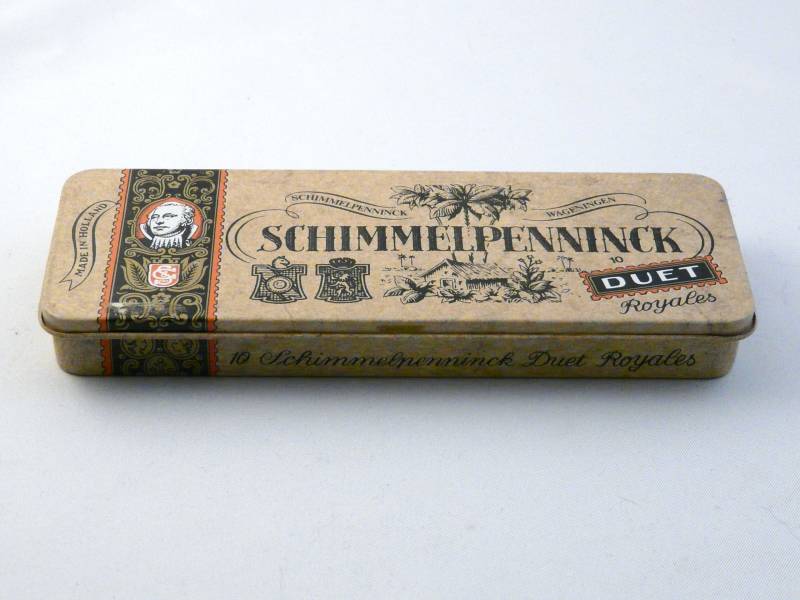 MADE IN HOLLAND
SCHIMMELPENNINCK WAGENINGEN
SCHIMMELPENNINCK
10
DUET
Royales
10 Schimmelpenninck Duet Royales